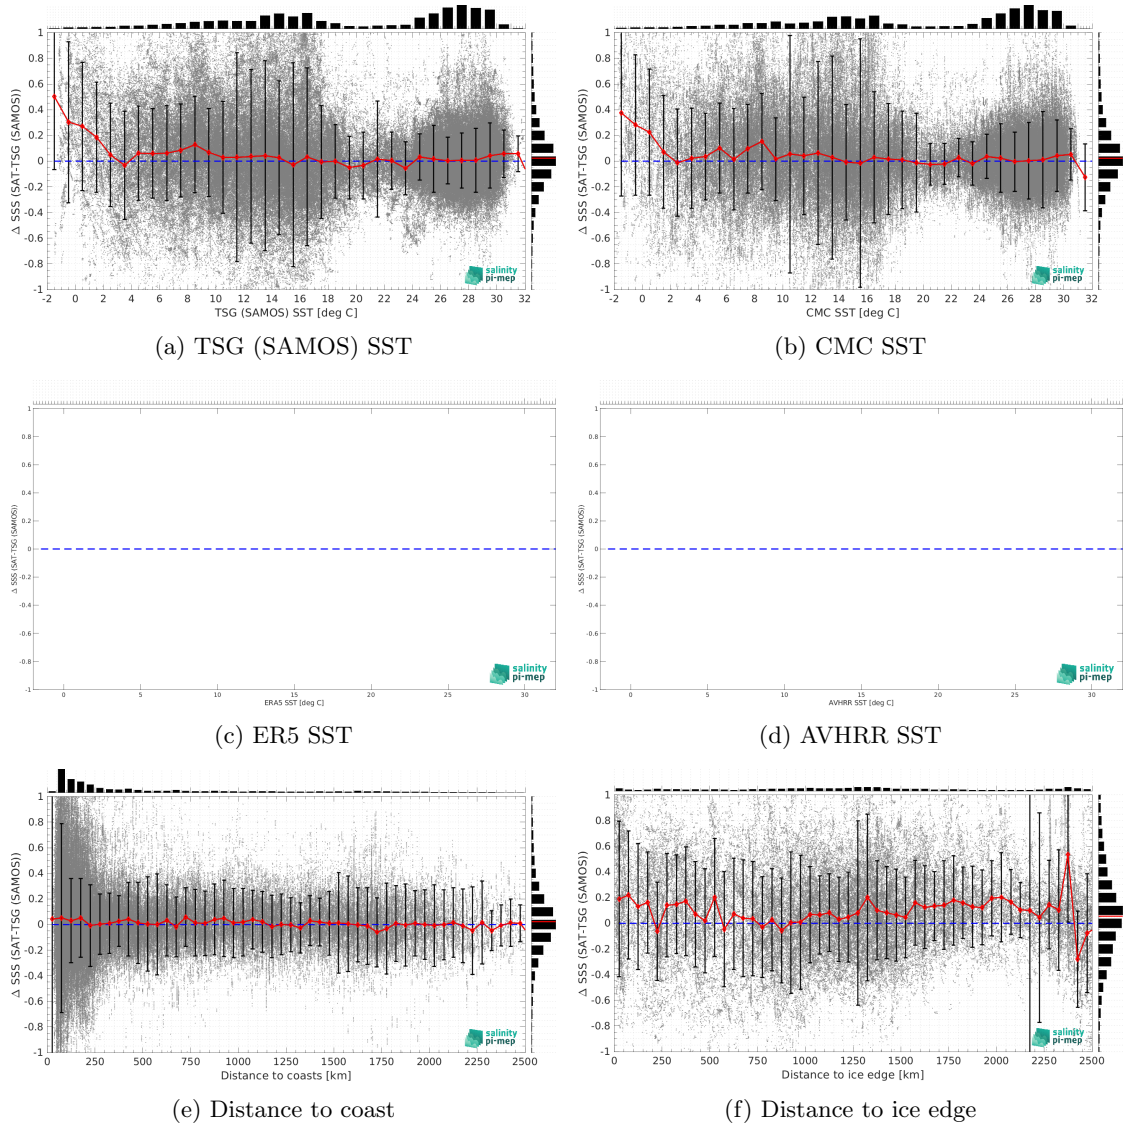 1
0.8
0.6
0.4
0.2
0
-0.2
-0.4
-0.6
-0.8
-1
Δ SSS (SAT-TSG (SAMOS))
-2 0 2 4 6 8 10 12 14 16 18 20 22 24 26 28 30 32
TSG (SAMOS) SST [deg C]
salinity
pi-mep
(a) TSG (SAMOS) SST
1
0.8
0.6
0.4
0.2
0
-0.2
-0.4
-0.6
-0.8
-1
Δ SSS (SAT-TSG (SAMOS))
-2 0 2 4 6 8 10 12 14 16 18 20 22 24 26 28 30 32
CMC SST [deg C]
salinity
pi-mep
(b) CMC SST
1
0.8
0.6
0.4
0.2
0
-0.2
-0.4
-0.6
-0.8
-1
Δ SSS (SAT-TSG (SAMOS))
0 5 10 15 20 25 30
ERA5 SST [deg C]
salinity
pi-mep
(c) ER5 SST
1
0.8
0.6
0.4
0.2
0
-0.2
-0.4
-0.6
-0.8
-1
Δ SSS (SAT-TSG (SAMOS))
0 5 10 15 20 25 30
AVHRR SST [deg C]
salinity
pi-mep
(d) AVHRR SST
1
0.8
0.6
0.4
0.2
0
-0.2
-0.4
-0.6
-0.8
-1
Δ SSS (SAT-TSG (SAMOS))
0 250 500 750 1000 1250 1500 1750 2000 2250 2500
Distance to coasts [km]
salinity
pi-mep
(e) Distance to coast
1
0.8
0.6
0.4
0.2
0
-0.2
-0.4
-0.6
-0.8
-1
Δ SSS (SAT-TSG (SAMOS))
0 250 500 750 1000 1250 1500 1750 2000 2250 2500
Distance to ice edge [km]
salinity
pi-mep
(f) Distance to ice edge